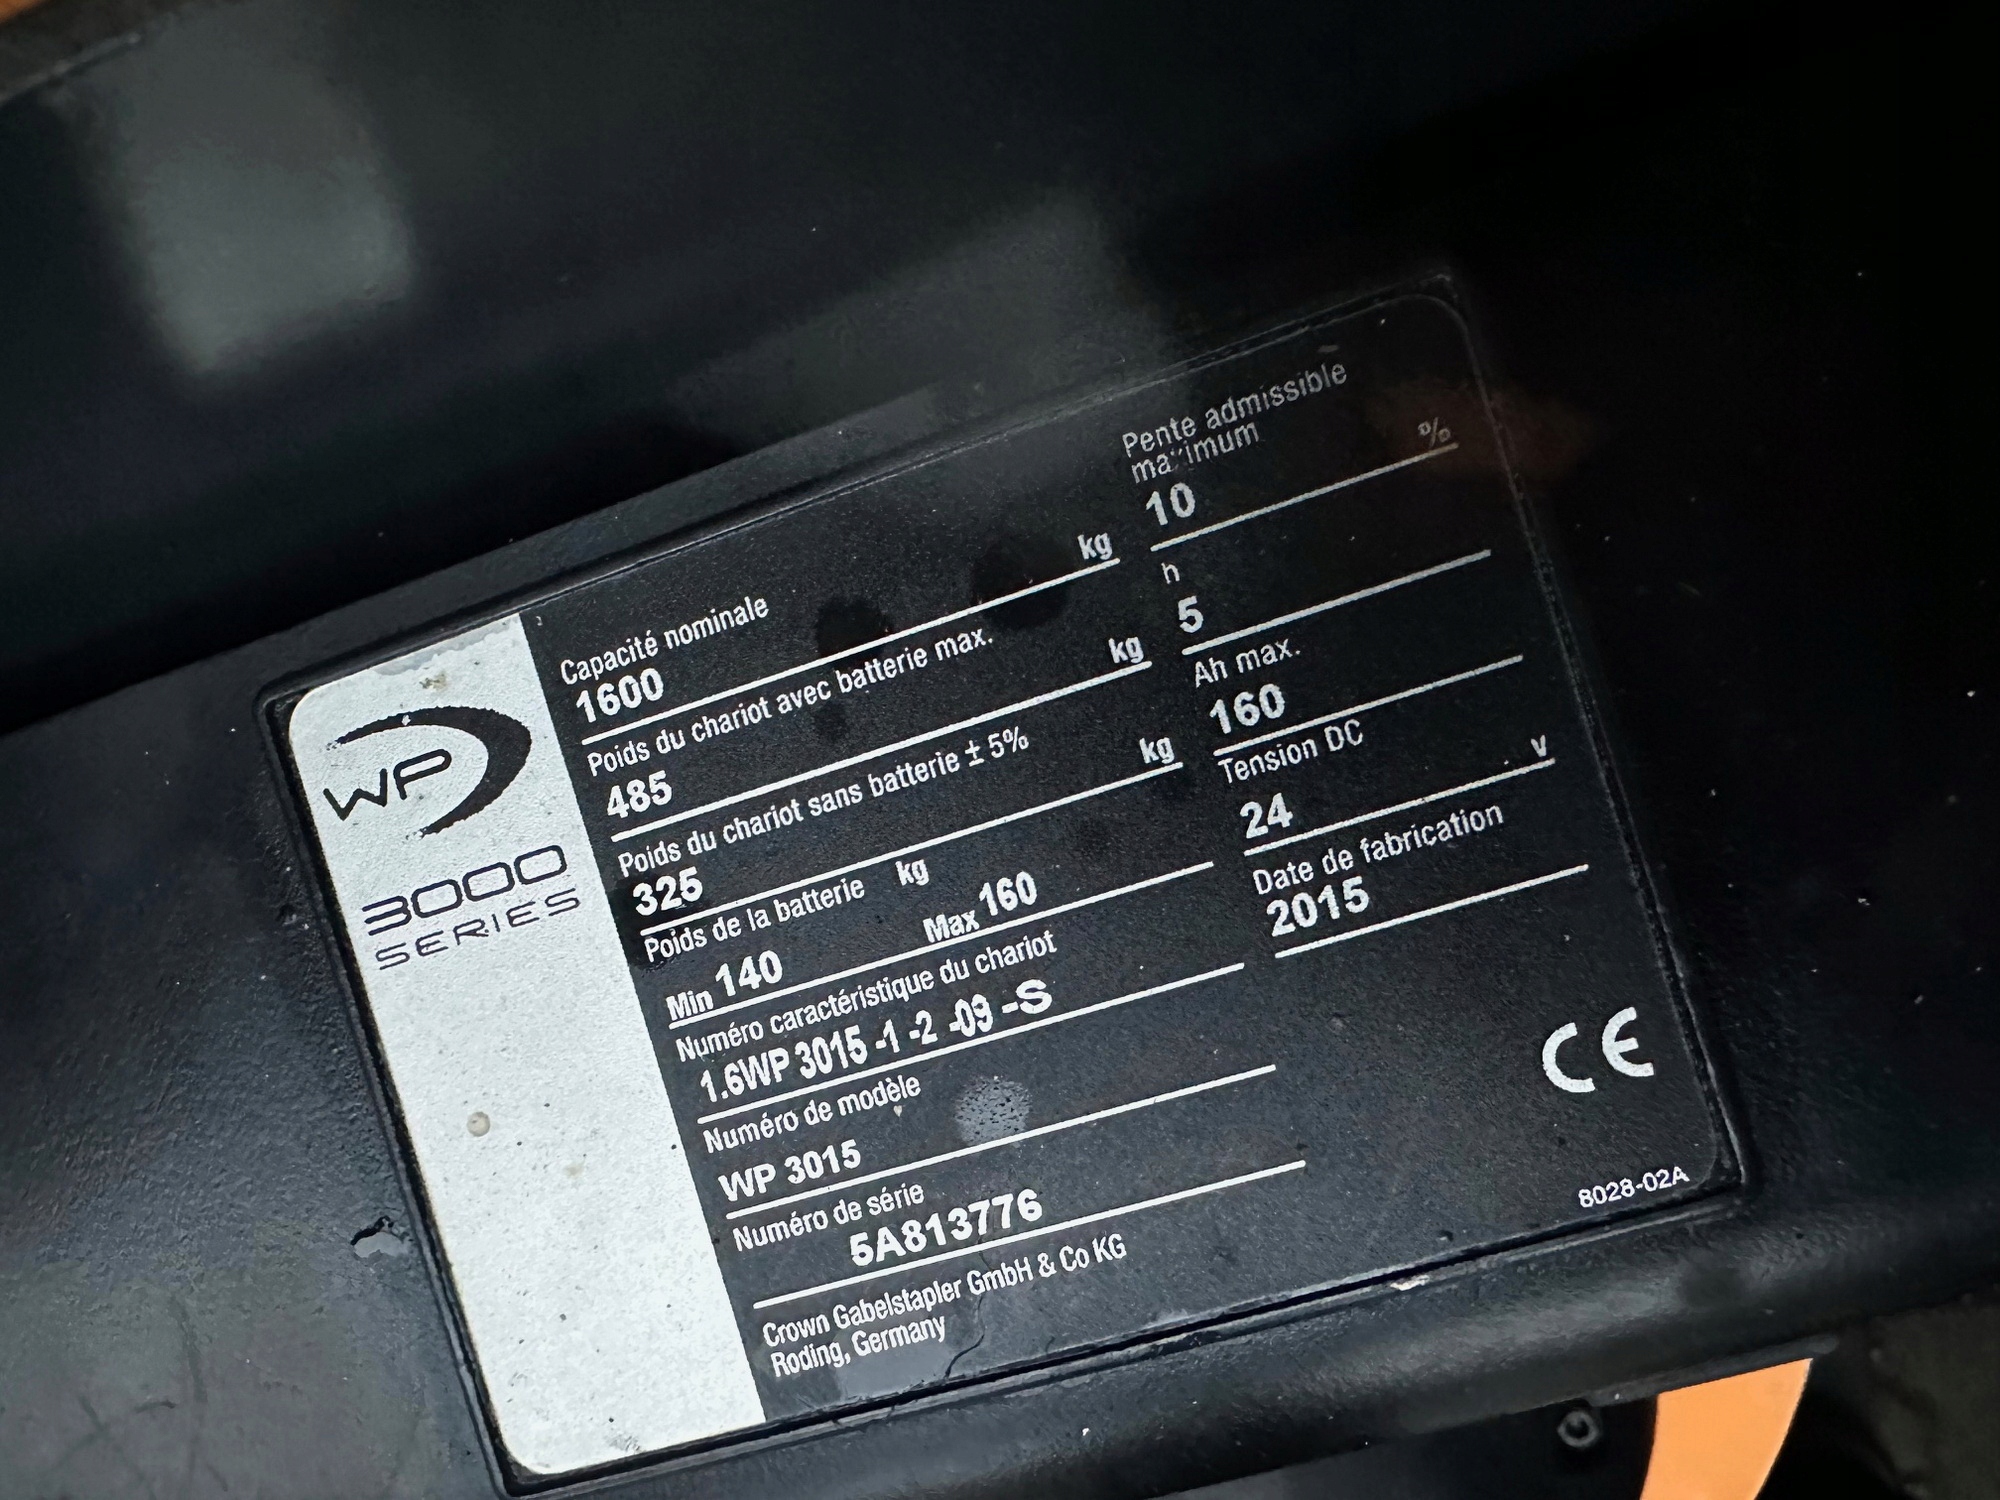 WP
3000
SERIES
Capacité nominale
1600 kg
Poids du chariot avec batterie max.
485 kg
Poids du chariot sans batterie ± 5%
325 kg
Poids de la batterie kg
Min 140 Max 160
Numéro caractéristique du chariot
1.6WP 3015 -1 -2 -09 -S
Numéro de modèle
WP 3015
Numéro de série
5A813776
Crown Gabelstapler GmbH & Co KG
Roding, Germany
Pente admissible
maximum
10 %
h
5
Ah max.
160
Tension DC
24 V
Date de fabrication
2015
CE
8028-02A